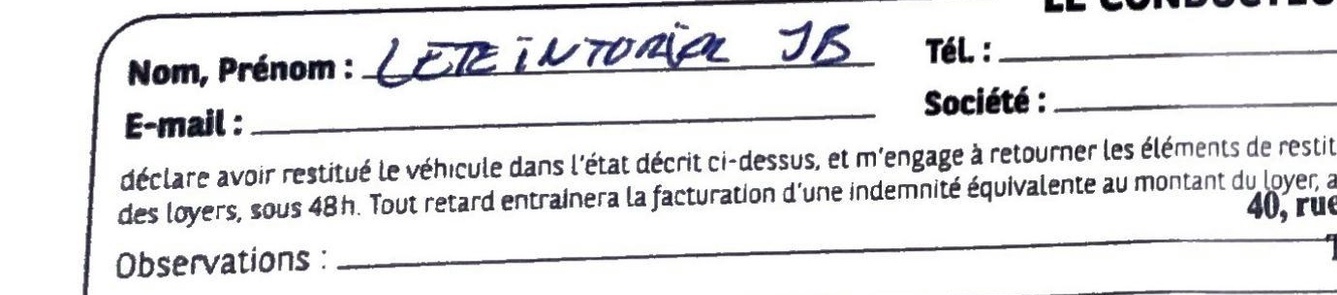 LE CONDUCTEU
Nom, Prénom : LETEINTORIER JB Tél. :
E-mail : Société :
déclare avoir restitué le véhicule dans l'état décrit ci-dessus, et m'engage à retourner les éléments de restit
des loyers, sous 48h. Tout retard entrainera la facturation d'une indemnité équivalente au montant du loyer, a
40, rue
Observations :